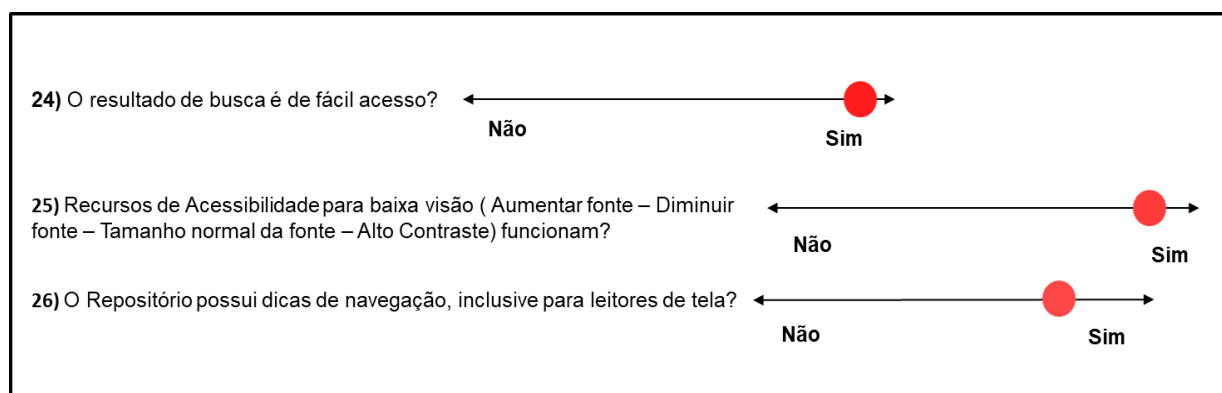 24) O resultado de busca é de fácil acesso?
Não
Sim
25) Recursos de Acessibilidade para baixa visão ( Aumentar fonte – Diminuir
fonte – Tamanho normal da fonte – Alto Contraste) funcionam?
Não
Sim
26) O Repositório possui dicas de navegação, inclusive para leitores de tela?
Não
Sim